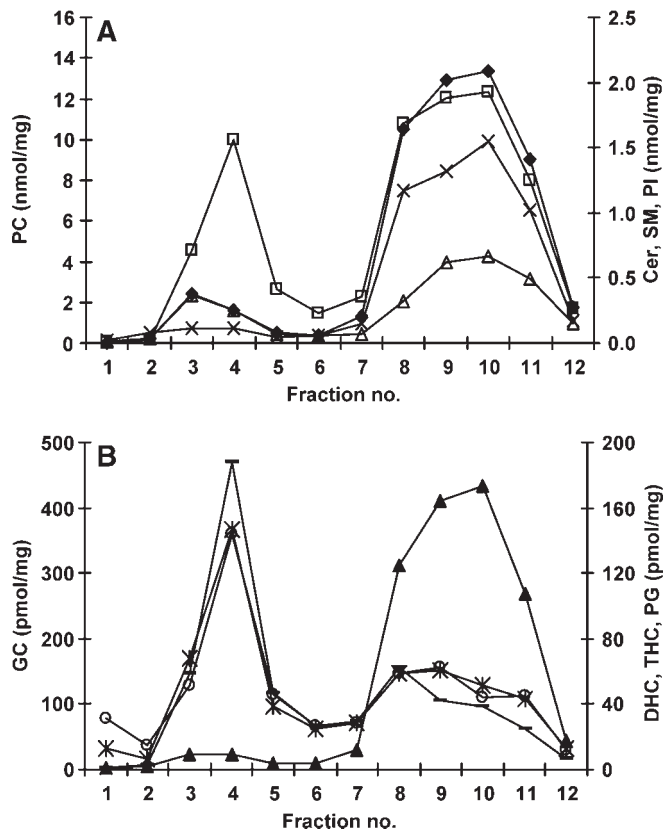 A
16
14
12
10
8
6
4
2
0
PC (nmol/mg)
2.5
2.0
1.5
1.0
0.5
0.0
Cer, SM, PI (nmol/mg)
1 2 3 4 5 6 7 8 9 10 11 12
Fraction no.
B
500
400
300
200
100
0
GC (pmol/mg)
200
160
120
80
40
0
DHC, THC, PG (pmol/mg)
1 2 3 4 5 6 7 8 9 10 11 12
Fraction no.